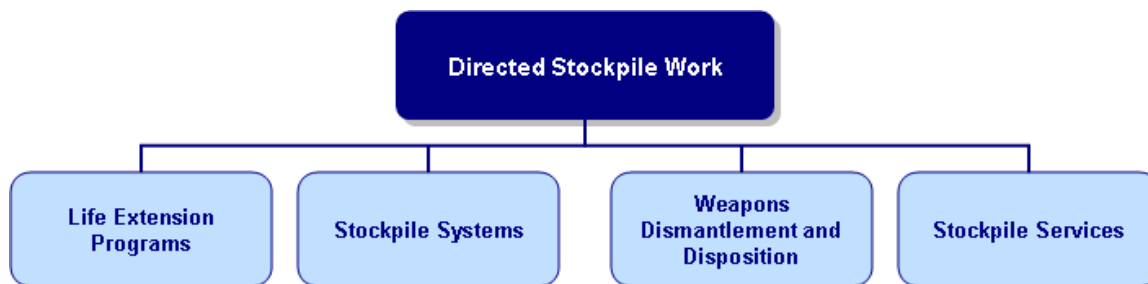 Directed Stockpile Work
Life Extension
Programs
Stockpile Systems
Weapons
Dismantlement and
Disposition
Stockpile Services